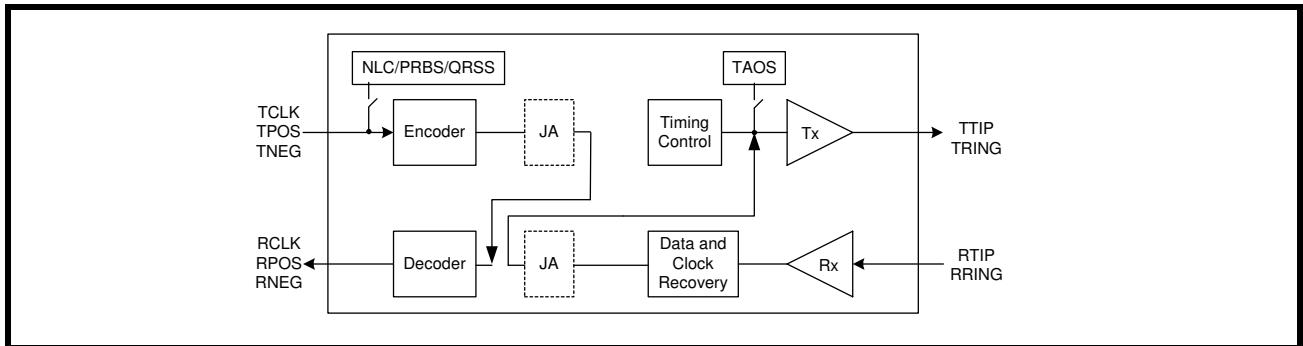 NLC/PRBS/QRSS
TAOS
TCLK
TPOS
TNEG
Encoder
JA
Timing
Control
Tx
TTIP
TRING
RCLK
RPOS
RNEG
Decoder
JA
Data and
Clock
Recovery
Rx
RTIP
RRING